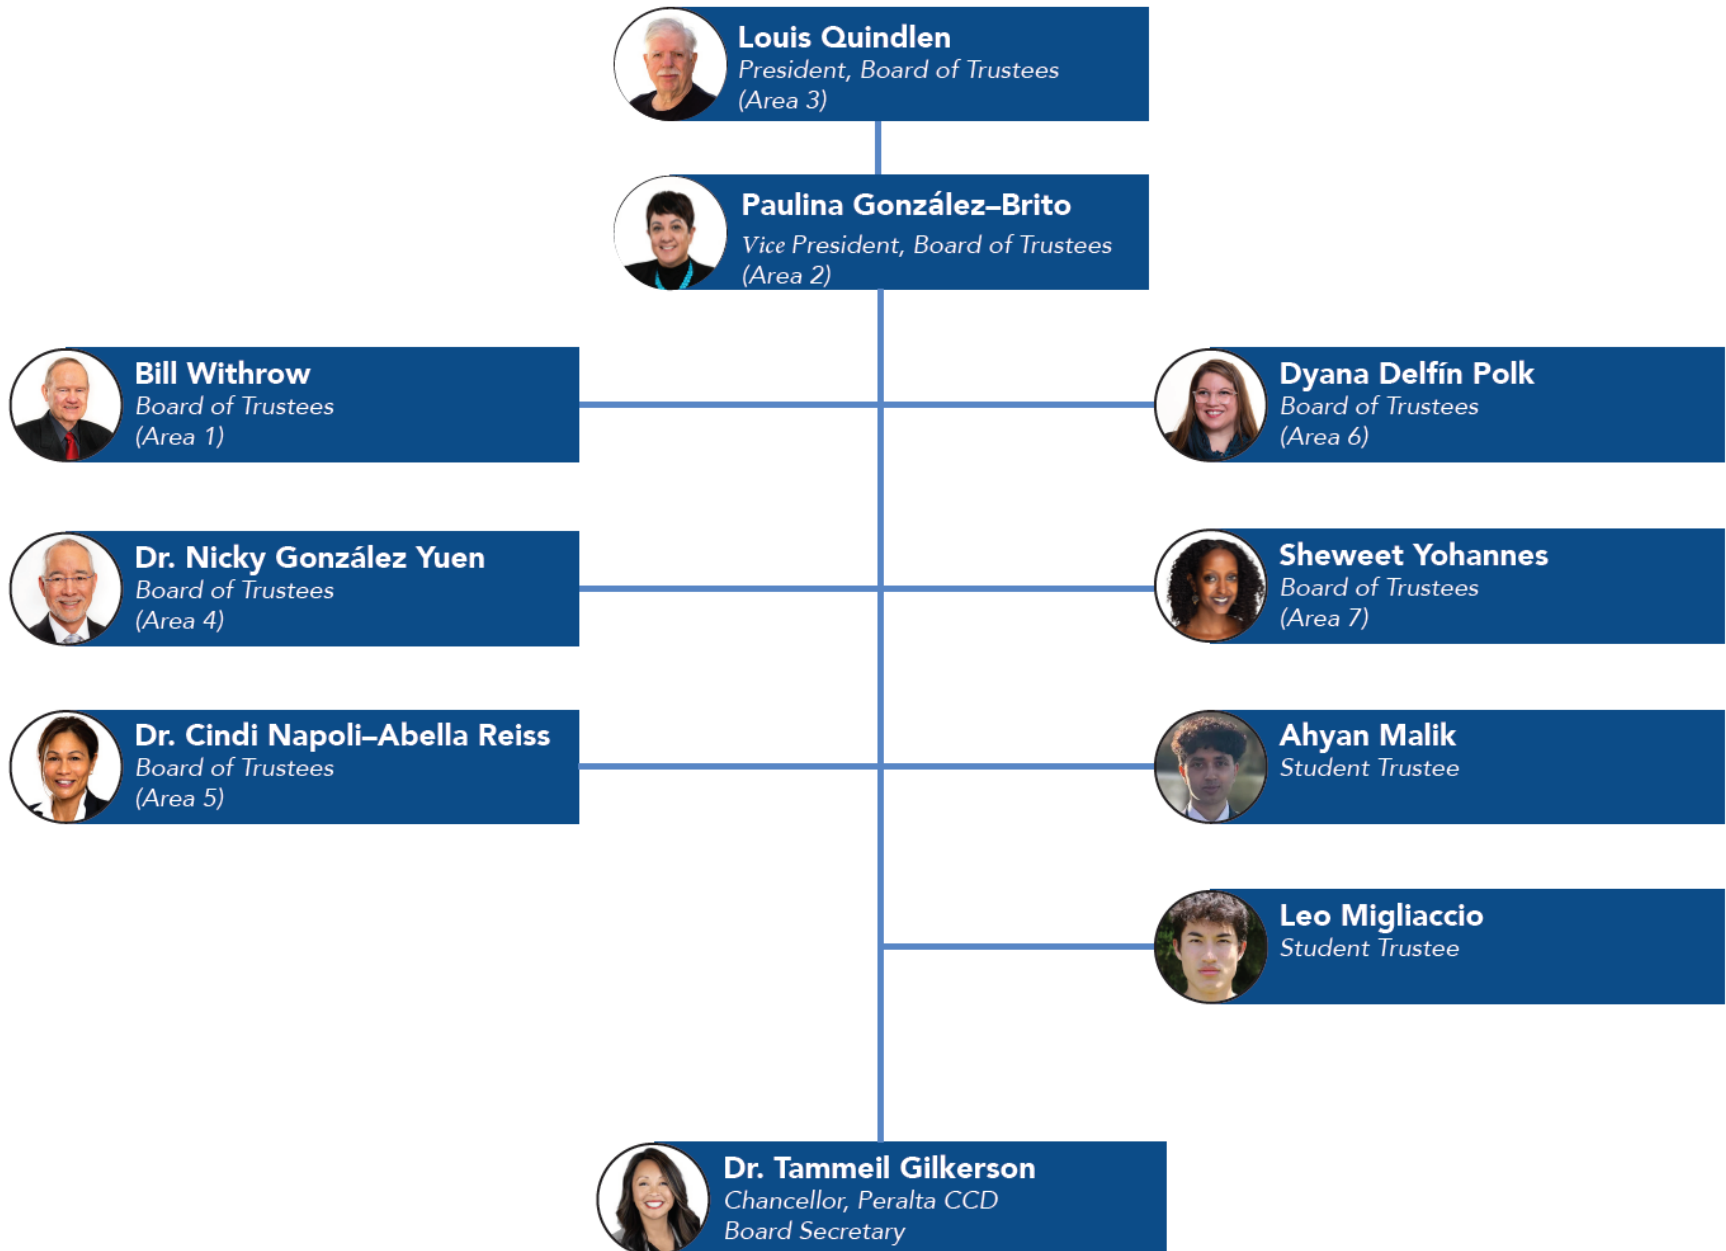 Louis Quindlen
President, Board of Trustees
(Area 3)
Paulina González–Brito
Vice President, Board of Trustees
(Area 2)
Bill Withrow
Board of Trustees
(Area 1)
Dyana Delfín Polk
Board of Trustees
(Area 6)
Dr. Nicky González Yuen
Board of Trustees
(Area 4)
Sheweet Yohannes
Board of Trustees
(Area 7)
Dr. Cindi Napoli–Abella Reiss
Board of Trustees
(Area 5)
Ahyan Malik
Student Trustee
Leo Migliaccio
Student Trustee
Dr. Tammeil Gilkerson
Chancellor, Peralta CCD
Board Secretary